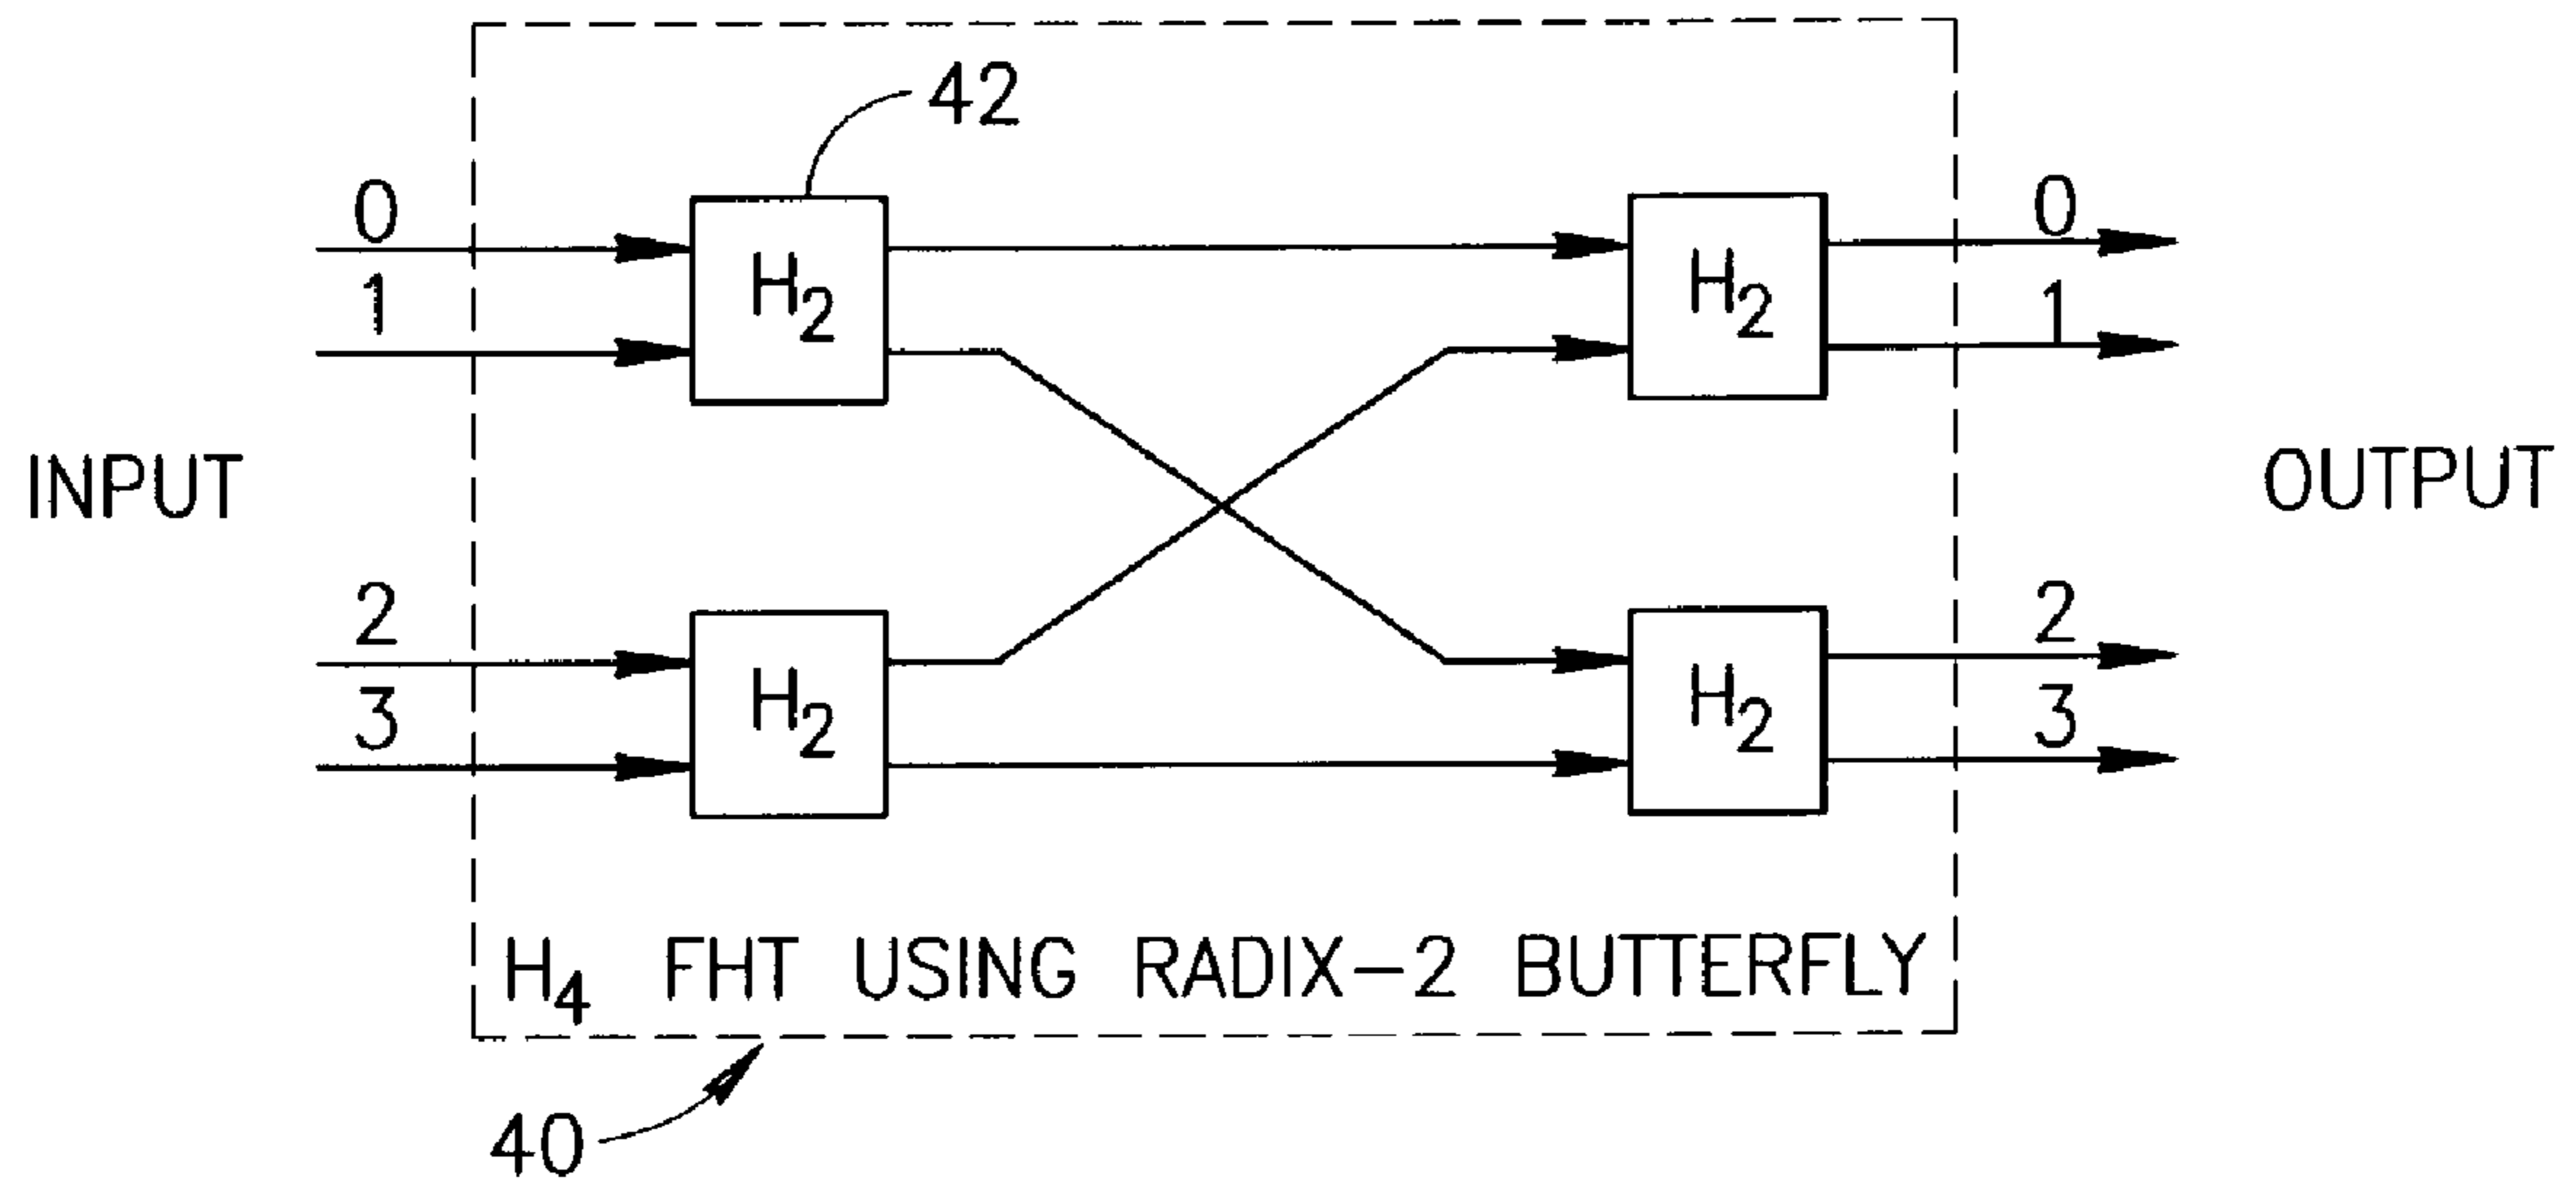 42
0
1
H2
H2
0
1
INPUT
OUTPUT
2
3
H2
H2
2
3
H4 FHT USING RADIX-2 BUTTERFLY
40